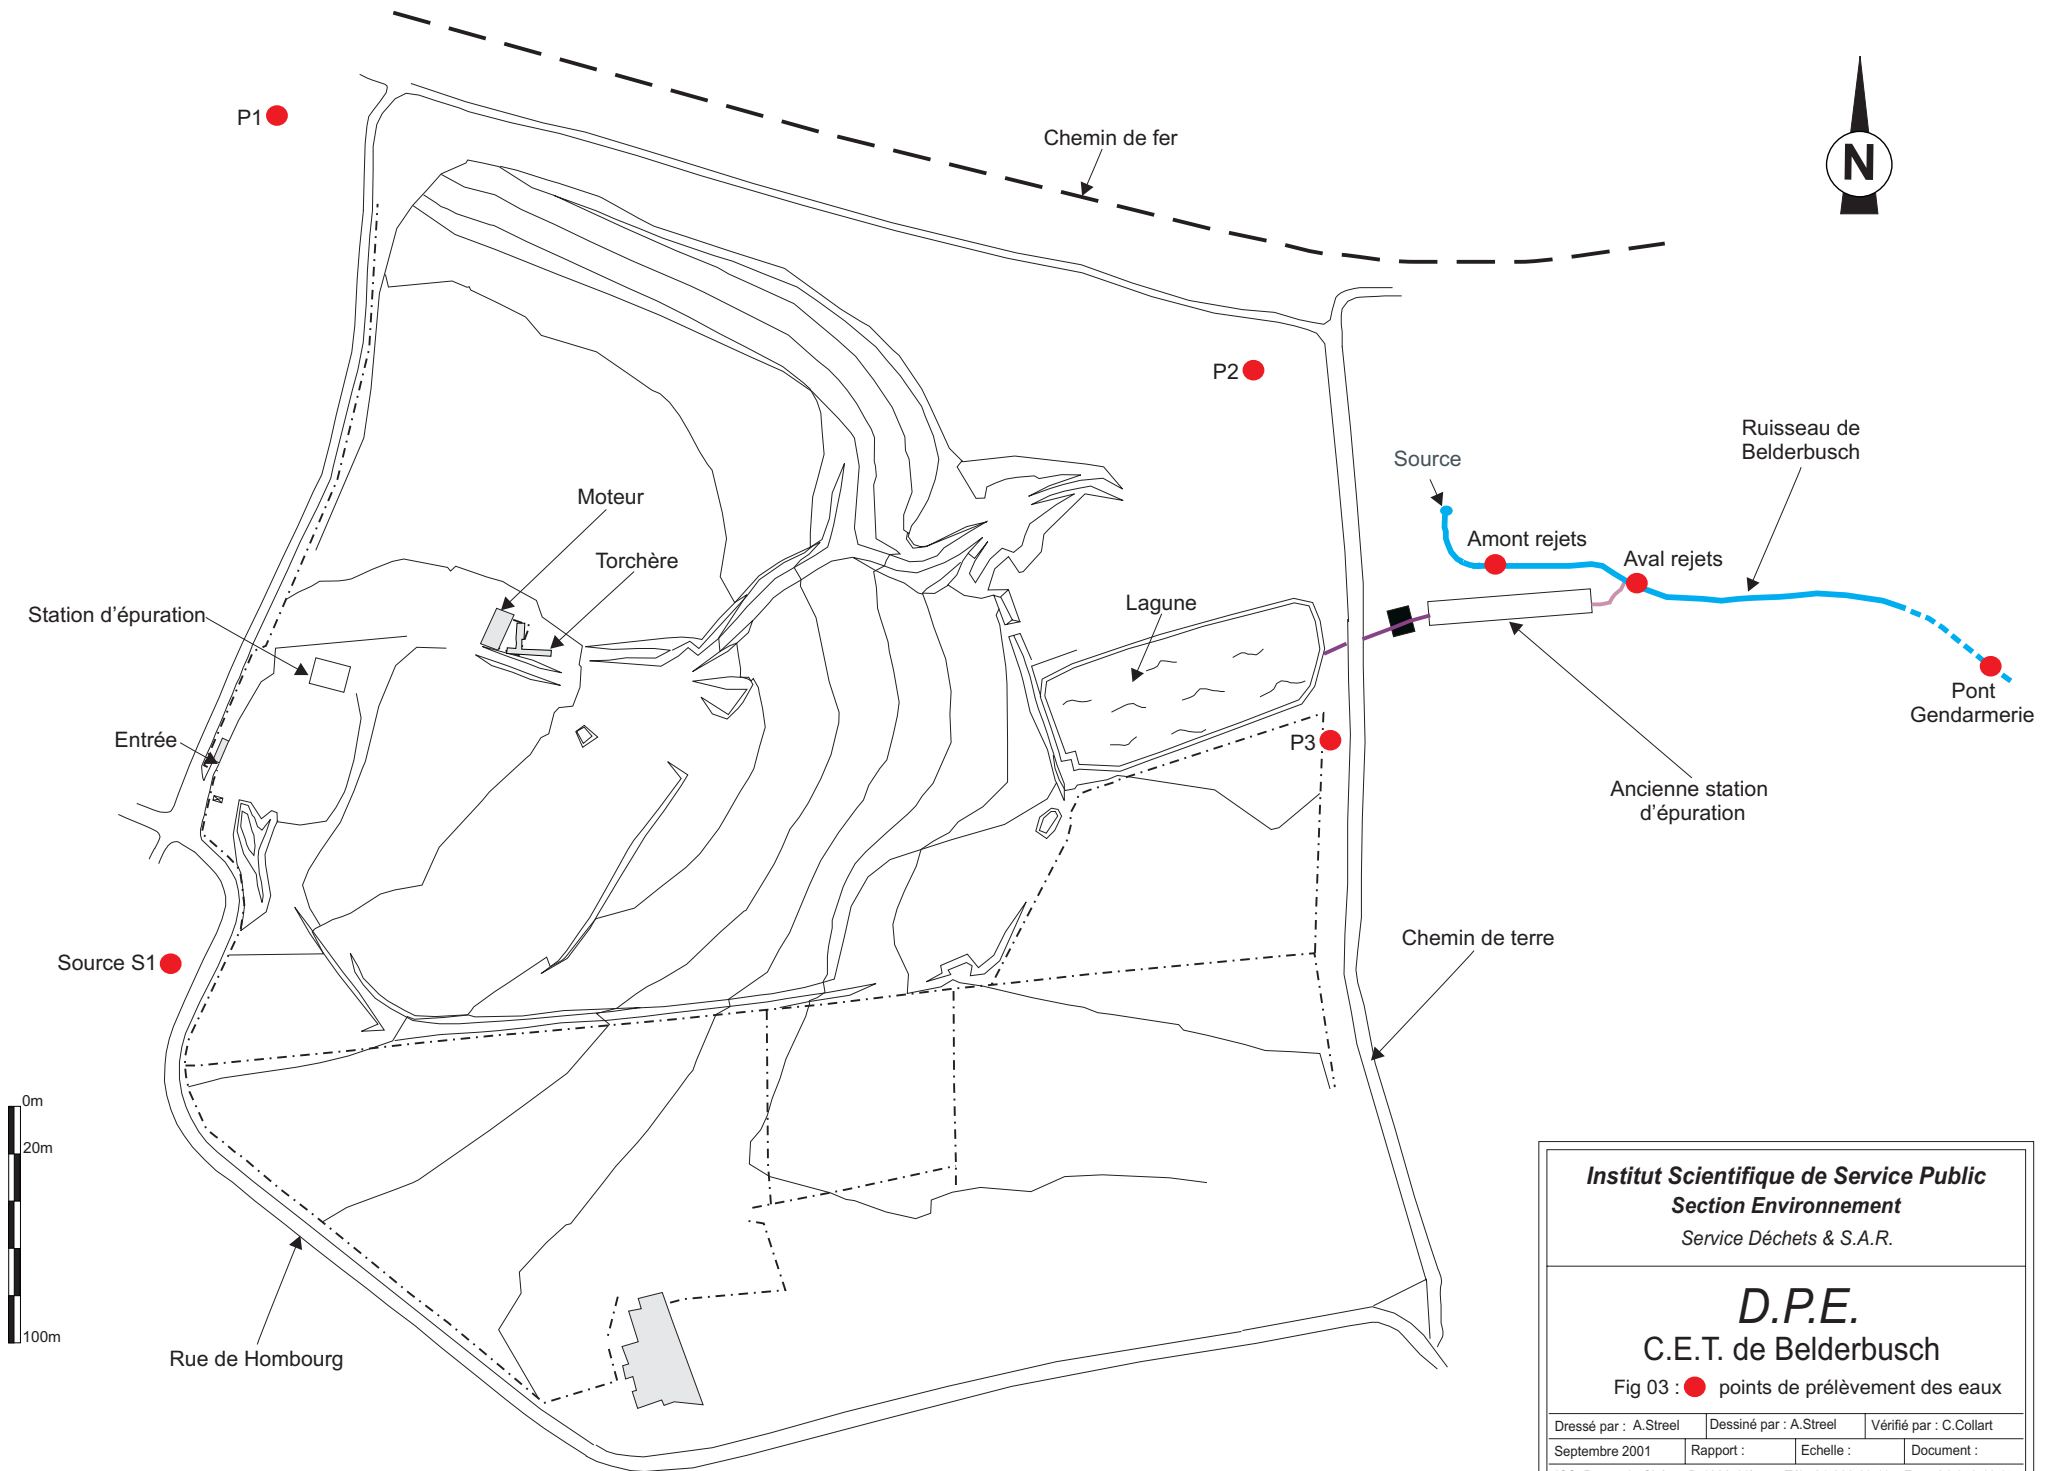 P1
Chemin de fer
N
P2
Ruisseau de
Belderbusch
Source
Moteur
Amont rejets
Torchère
Aval rejets
Station d'épuration
Lagune
Pont
Gendarmerie
Entrée
P3
Ancienne station
d'épuration
Source S1
Chemin de terre
0m
20m
100m
Rue de Hombourg
Institut Scientifique de Service Public
Section Environnement
Service Déchets & S.A.R.
D.P.E.
C.E.T. de Belderbusch
Fig 03 : points de prélèvement des eaux
Dressé par : A.Streel
Dessiné par : A.Streel
Vérifié par : C.Collart
Septembre 2001
Rapport :
Echelle :
Document :